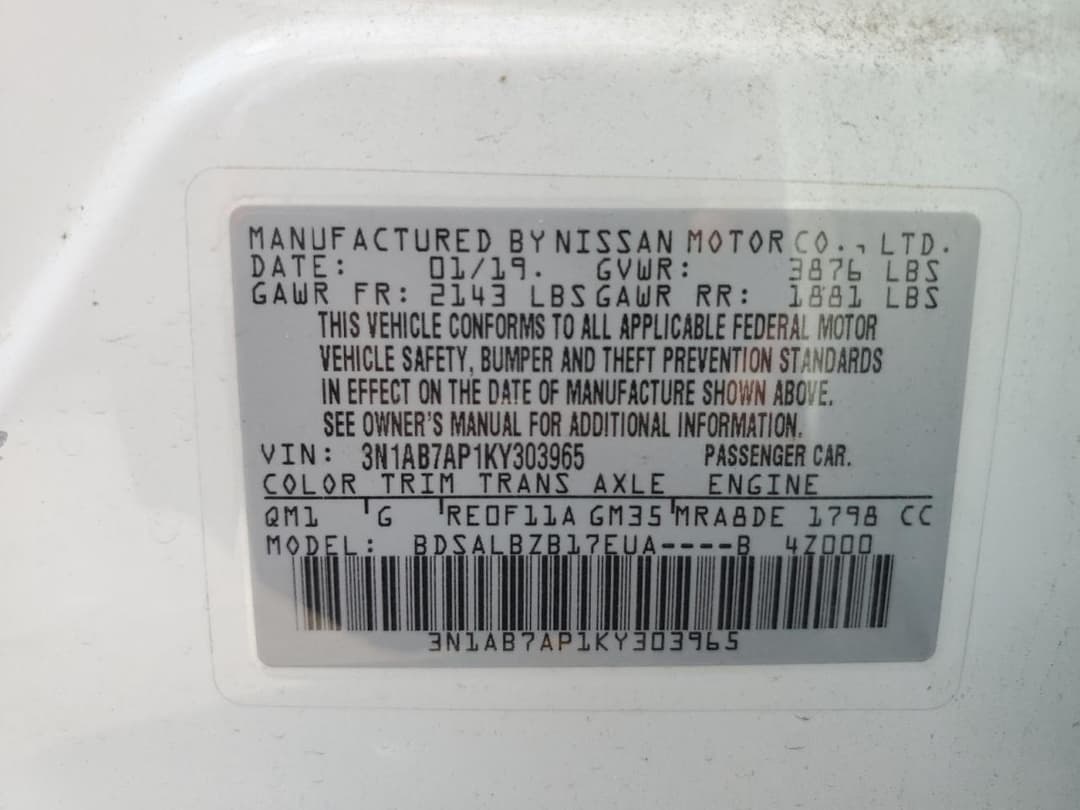 MANUFACTURED BY NISSAN MOTOR CO., LTD.
DATE: 01/19. GVWR: 3876 LBS
GAWR FR: 2143 LBS GAWR RR: 1881 LBS
THIS VEHICLE CONFORMS TO ALL APPLICABLE FEDERAL MOTOR
VEHICLE SAFETY, BUMPER AND THEFT PREVENTION STANDARDS
IN EFFECT ON THE DATE OF MANUFACTURE SHOWN ABOVE.
SEE OWNER'S MANUAL FOR ADDITIONAL INFORMATION.
VIN: 3N1AB7AP1KY303965 PASSENGER CAR.
COLOR TRIM TRANS AXLE ENGINE
QM1 G RE0F11A GM35 MRA8DE 1798 CC
MODEL: BDSALBZB17EUA----B 4Z000
3N1AB7AP1KY303965